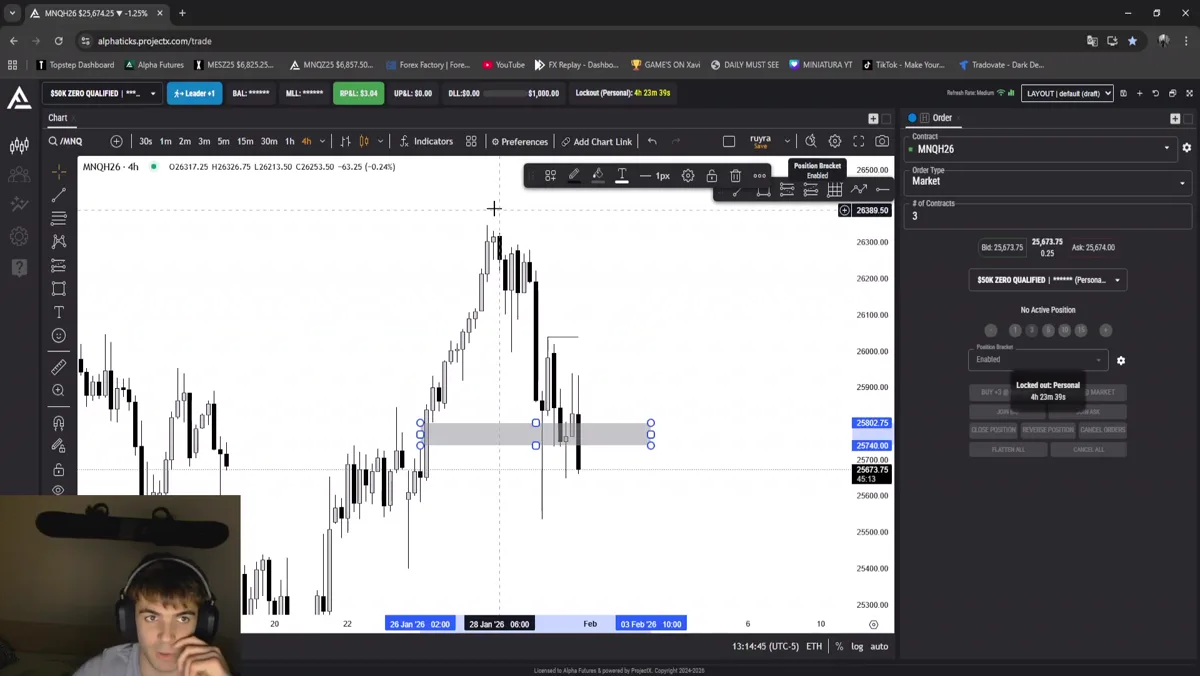 MNQH26 $25,674.25 ▼ -1.25%
alphaticks.projectx.com/trade
Topstep Dashboard
Alpha Futures
MESZ25 $6,825.25...
MNQZ25 $6,857.50...
Forex Factory | Fore...
YouTube
FX Replay - Dashbo...
GAME'S ON Xavi
DAILY MUST SEE
MINIATURA YT
TikTok - Make Your...
Tradovate - Dark De...
$50K ZERO QUALIFIED | ***...
Leader +1
BAL: ******
MLL: ******
RP&L: $3.04
UP&L: $0.00
DLL:$0.00
$1,000.00
Lockout (Personal): 4h 23m 39s
Refresh Rate: Medium
LAYOUT | default (draft)
Chart
Order
/MNQ
30s 1m 2m 3m 5m 15m 30m 1h 4h
Indicators
Preferences
Add Chart Link
ruyra
Save
MNQH26 · 4h
O26317.25 H26326.75 L26213.50 C26253.50 −63.25 (−0.24%)
1px
Position Bracket
Enabled
26500.00
26389.50
26300.00
26200.00
26100.00
26000.00
25900.00
25802.75
25740.00
25700.00
25673.75
45:13
25600.00
25500.00
25400.00
25300.00
20
22
26 Jan '26 02:00
28 Jan '26 06:00
Feb
03 Feb '26 10:00
6
10
13:14:45 (UTC-5)
ETH
%
log
auto
Contract
MNQH26
Order Type
Market
# of Contracts
3
Bid: 25,673.75
25,673.75
0.25
Ask: 25,674.00
$50K ZERO QUALIFIED | ****** (Persona...
No Active Position
- 1 3 5 10 15 +
Position Bracket
Enabled
Locked out: Personal
4h 23m 39s
BUY +3 @
MARKET
CLOSE POSITION
REVERSE POSITION
CANCEL ORDERS
FLATTEN ALL
CANCEL ALL
Licensed to Alpha Futures & powered by ProjectX. Copyright 2024-2026